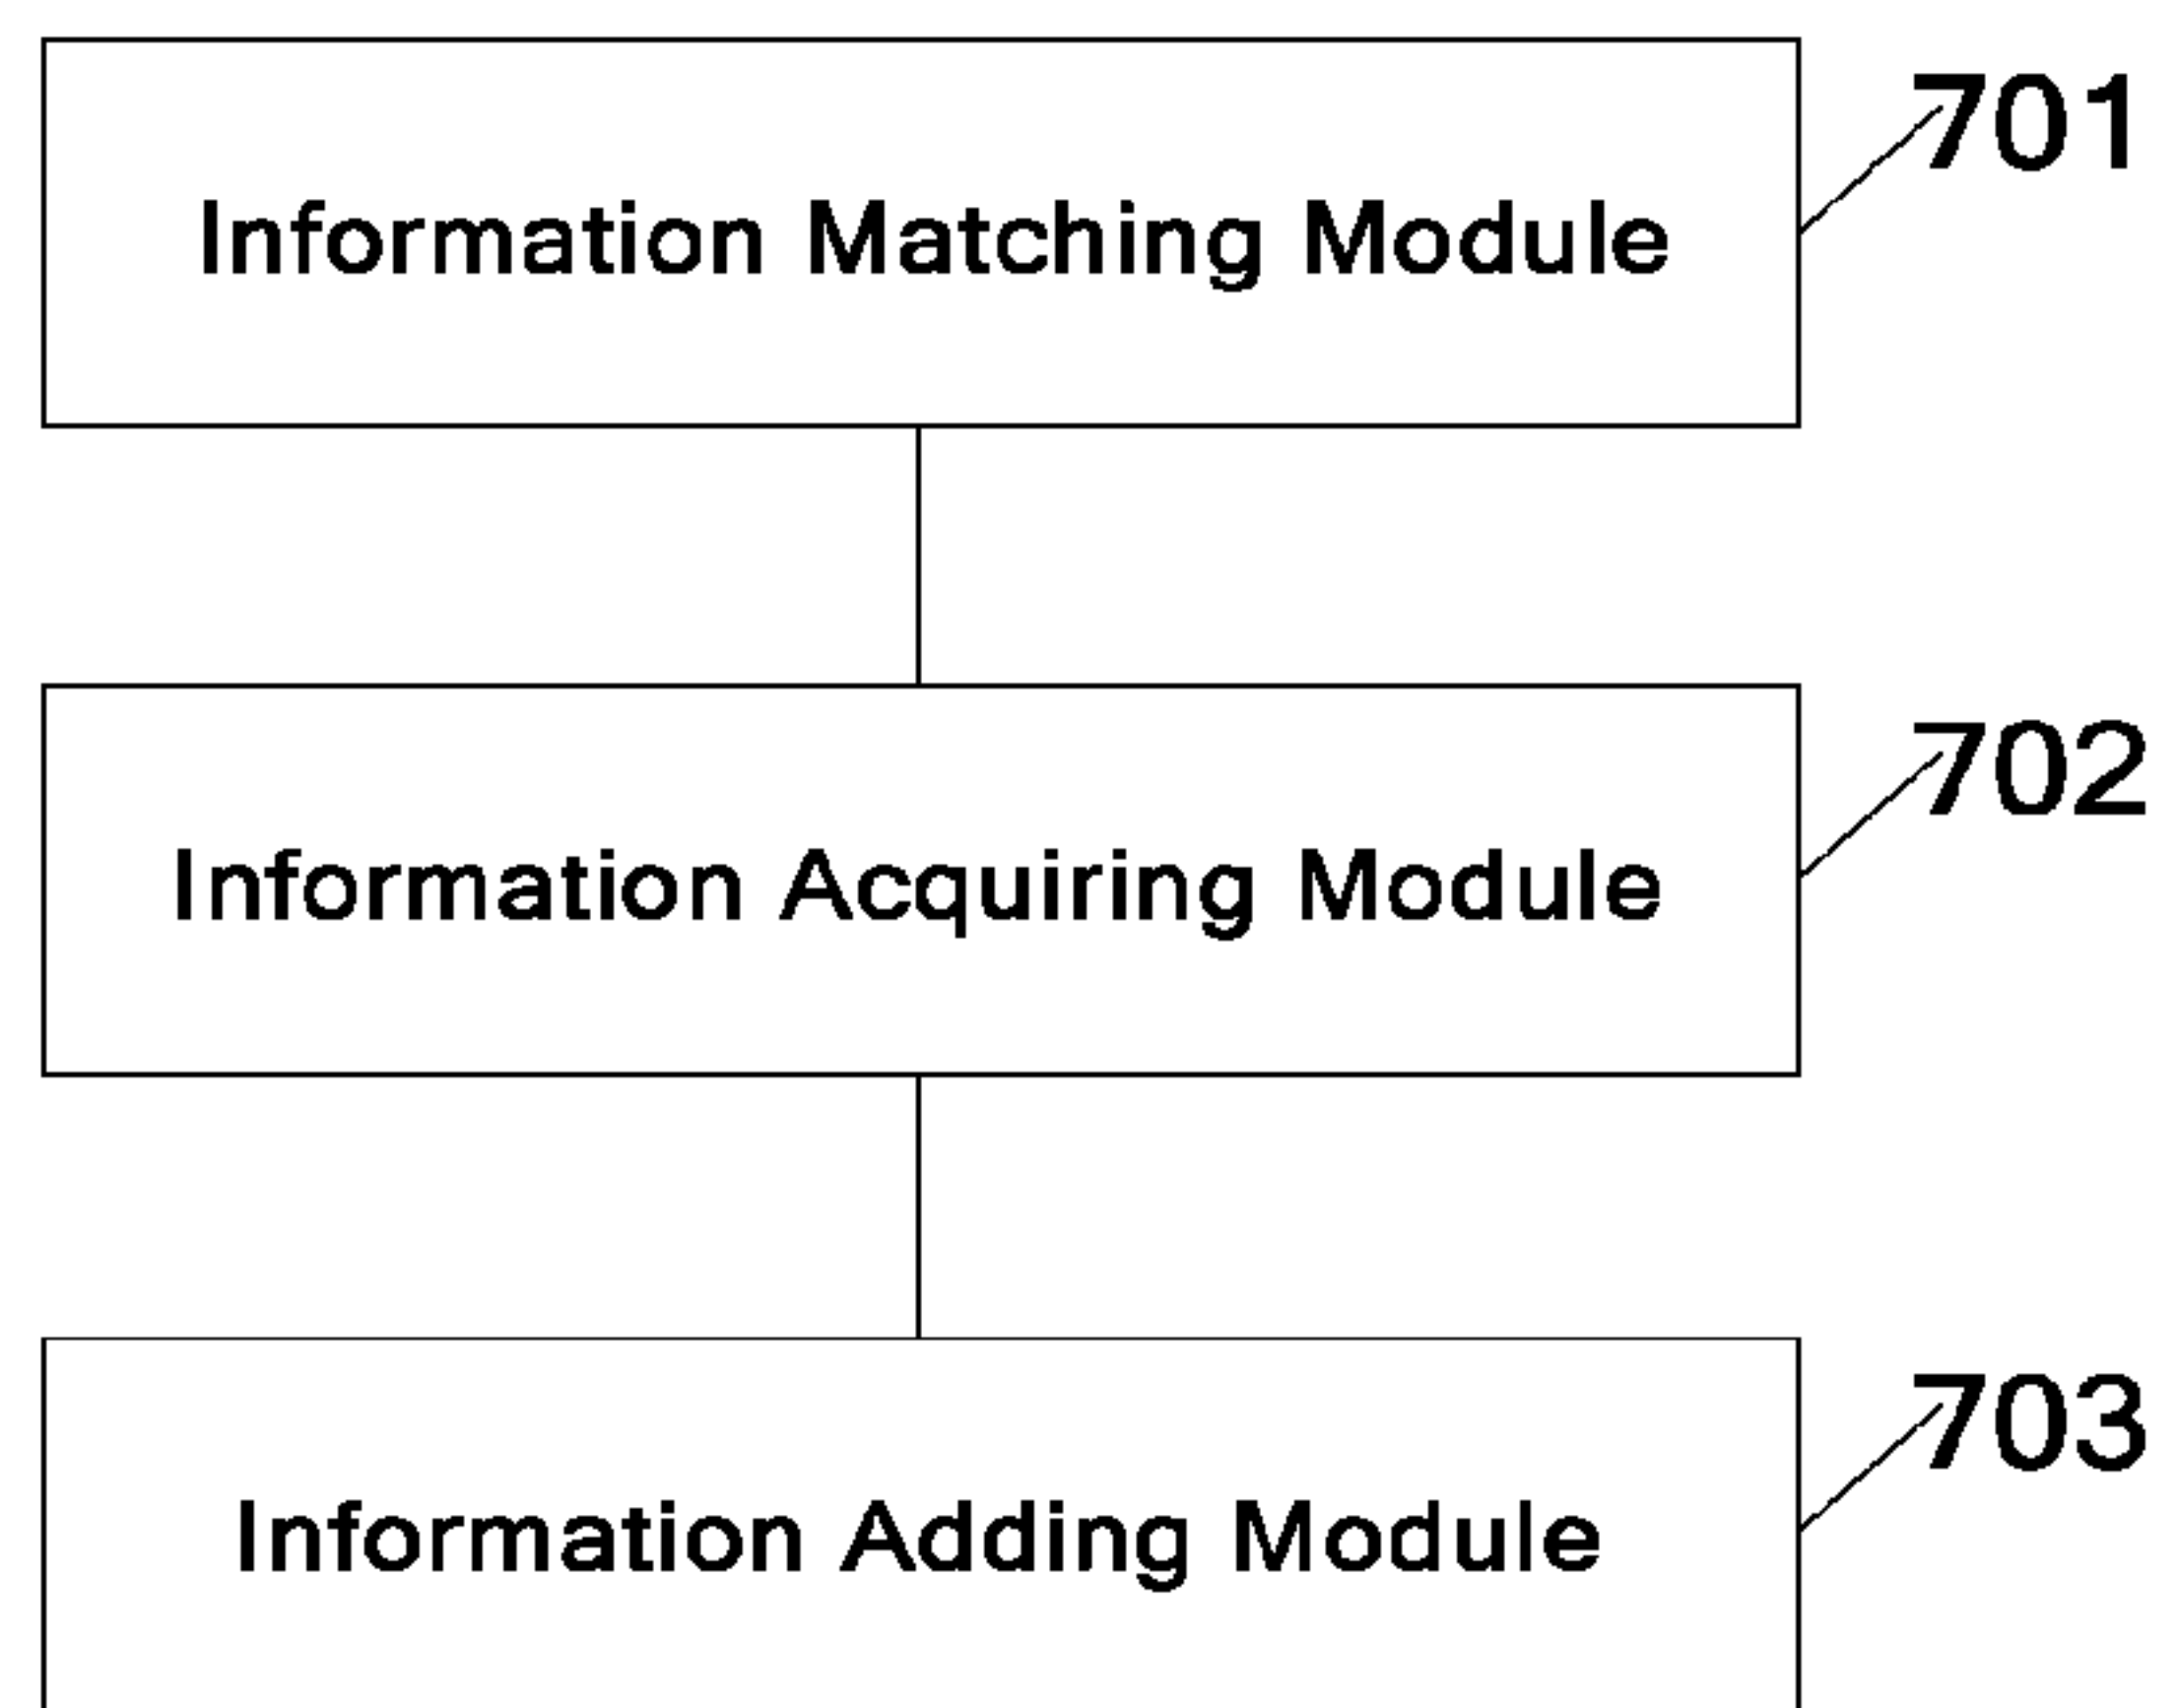 701
Information Matching Module
702
Information Acquiring Module
703
Information Adding Module